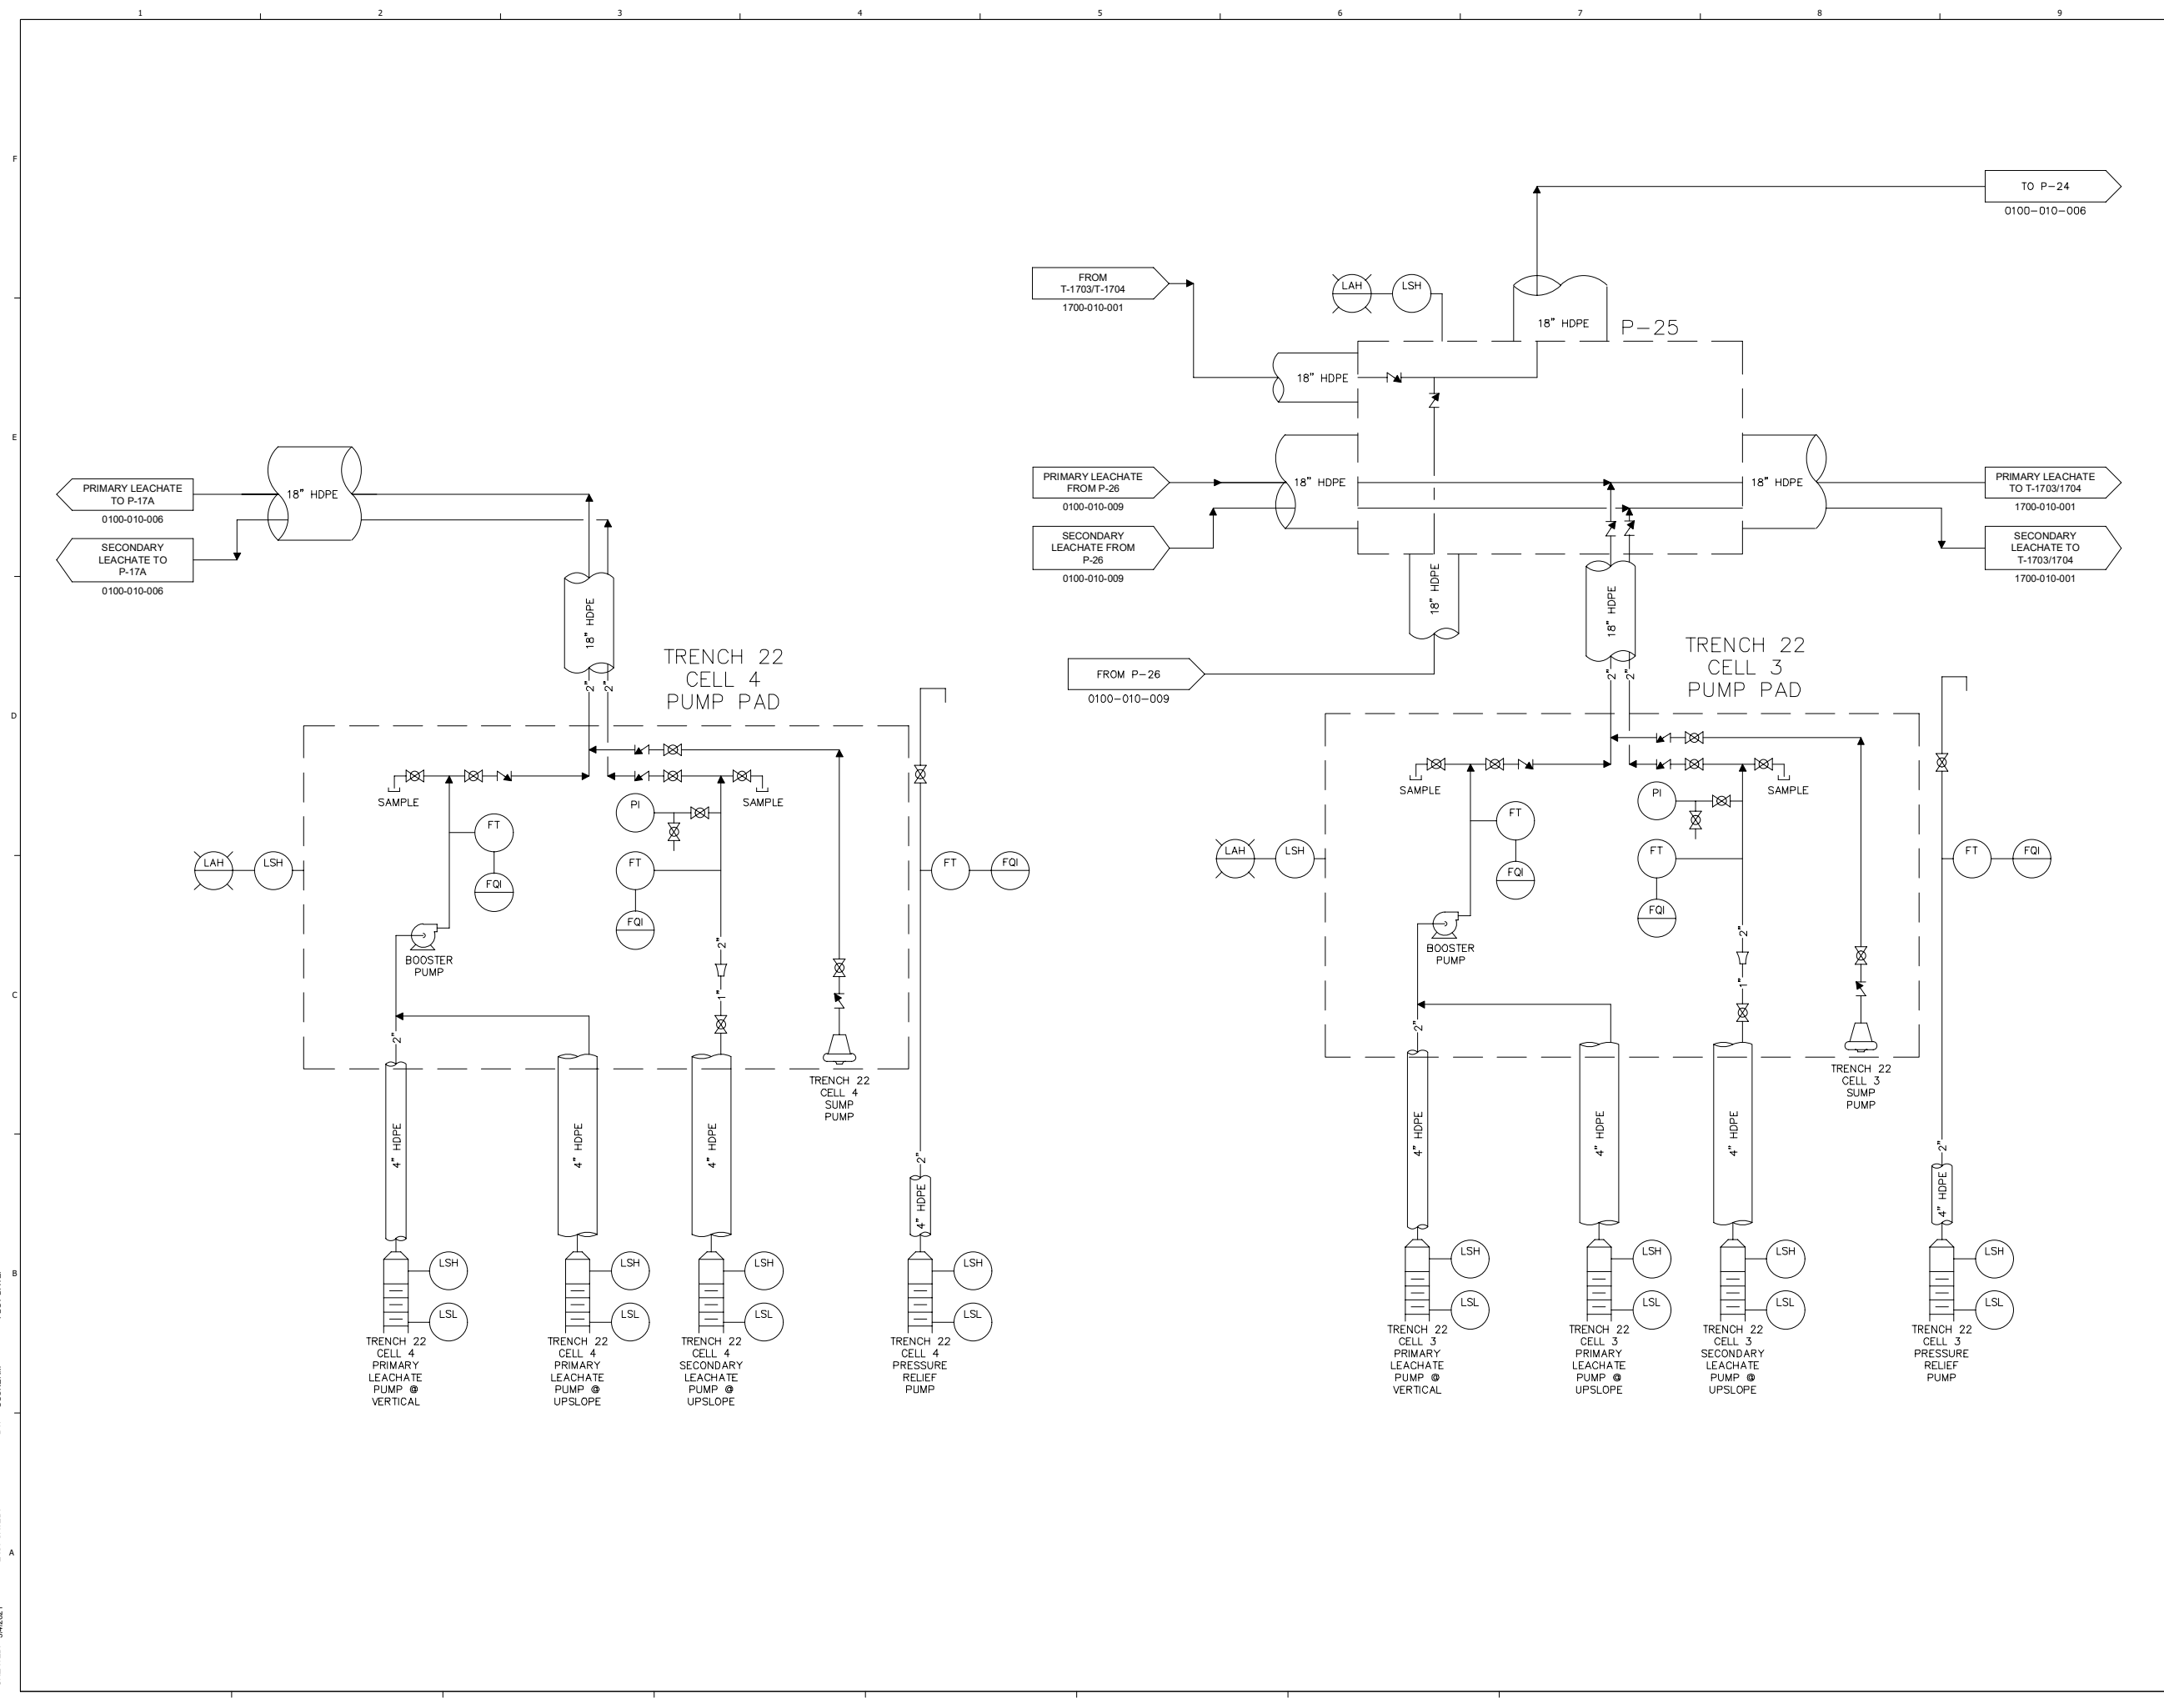 1 2 3 4 5 6 7 8 9
F
E
D
C
B
A
TO P-24
0100-010-006
FROM
T-1703/T-1704
1700-010-001
LAH
LSH
18" HDPE
P-25
18" HDPE
PRIMARY LEACHATE
TO P-17A
0100-010-006
SECONDARY
LEACHATE TO
P-17A
0100-010-006
18" HDPE
PRIMARY LEACHATE
FROM P-26
0100-010-009
SECONDARY
LEACHATE FROM
P-26
0100-010-009
18" HDPE
18" HDPE
PRIMARY LEACHATE
TO T-1703/1704
1700-010-001
SECONDARY
LEACHATE TO
T-1703/1704
1700-010-001
18" HDPE
FROM P-26
0100-010-009
18" HDPE
2"
2"
TRENCH 22
CELL 4
PUMP PAD
SAMPLE
SAMPLE
PI
FT
FQI
FT
FQI
LAH
LSH
FT
FQI
BOOSTER
PUMP
2"
1"
2"
TRENCH 22
CELL 4
SUMP
PUMP
4" HDPE
4" HDPE
4" HDPE
2"
4" HDPE
LSH
LSL
LSH
LSL
LSH
LSL
LSH
LSL
TRENCH 22
CELL 4
PRIMARY
LEACHATE
PUMP @
VERTICAL
TRENCH 22
CELL 4
PRIMARY
LEACHATE
PUMP @
UPSLOPE
TRENCH 22
CELL 4
SECONDARY
LEACHATE
PUMP @
UPSLOPE
TRENCH 22
CELL 4
PRESSURE
RELIEF
PUMP
18" HDPE
2"
2"
TRENCH 22
CELL 3
PUMP PAD
SAMPLE
SAMPLE
PI
FT
FQI
FT
FQI
LAH
LSH
FT
FQI
BOOSTER
PUMP
2"
1"
2"
TRENCH 22
CELL 3
SUMP
PUMP
4" HDPE
4" HDPE
4" HDPE
2"
4" HDPE
LSH
LSL
LSH
LSL
LSH
LSL
LSH
LSL
TRENCH 22
CELL 3
PRIMARY
LEACHATE
PUMP @
VERTICAL
TRENCH 22
CELL 3
PRIMARY
LEACHATE
PUMP @
UPSLOPE
TRENCH 22
CELL 3
SECONDARY
LEACHATE
PUMP @
UPSLOPE
TRENCH 22
CELL 3
PRESSURE
RELIEF
PUMP